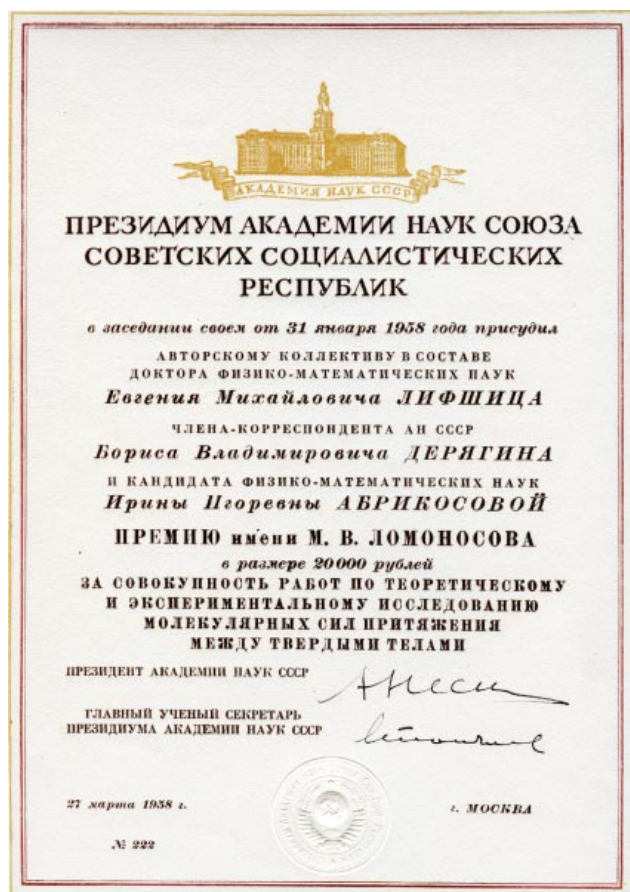 АКАДЕМИЯ НАУК СССР
ПРЕЗИДИУМ АКАДЕМИИ НАУК СОЮЗА
СОВЕТСКИХ СОЦИАЛИСТИЧЕСКИХ
РЕСПУБЛИК
в заседании своем от 31 января 1958 года присудил
АВТОРСКОМУ КОЛЛЕКТИВУ В СОСТАВЕ
ДОКТОРА ФИЗИКО-МАТЕМАТИЧЕСКИХ НАУК
Евгения Михайловича ЛИФШИЦА
ЧЛЕНА-КОРРЕСПОНДЕНТА АН СССР
Бориса Владимировича ДЕРЯГИНА
И КАНДИДАТА ФИЗИКО-МАТЕМАТИЧЕСКИХ НАУК
Ирины Игоревны АБРИКОСОВОЙ
ПРЕМИЮ имени М. В. ЛОМОНОСОВА
в размере 20000 рублей
ЗА СОВОКУПНОСТЬ РАБОТ ПО ТЕОРЕТИЧЕСКОМУ
И ЭКСПЕРИМЕНТАЛЬНОМУ ИССЛЕДОВАНИЮ
МОЛЕКУЛЯРНЫХ СИЛ ПРИТЯЖЕНИЯ
МЕЖДУ ТВЕРДЫМИ ТЕЛАМИ
ПРЕЗИДЕНТ АКАДЕМИИ НАУК СССР
ГЛАВНЫЙ УЧЕНЫЙ СЕКРЕТАРЬ
ПРЕЗИДИУМА АКАДЕМИИ НАУК СССР
27 марта 1958 г.
г. МОСКВА
№ 222